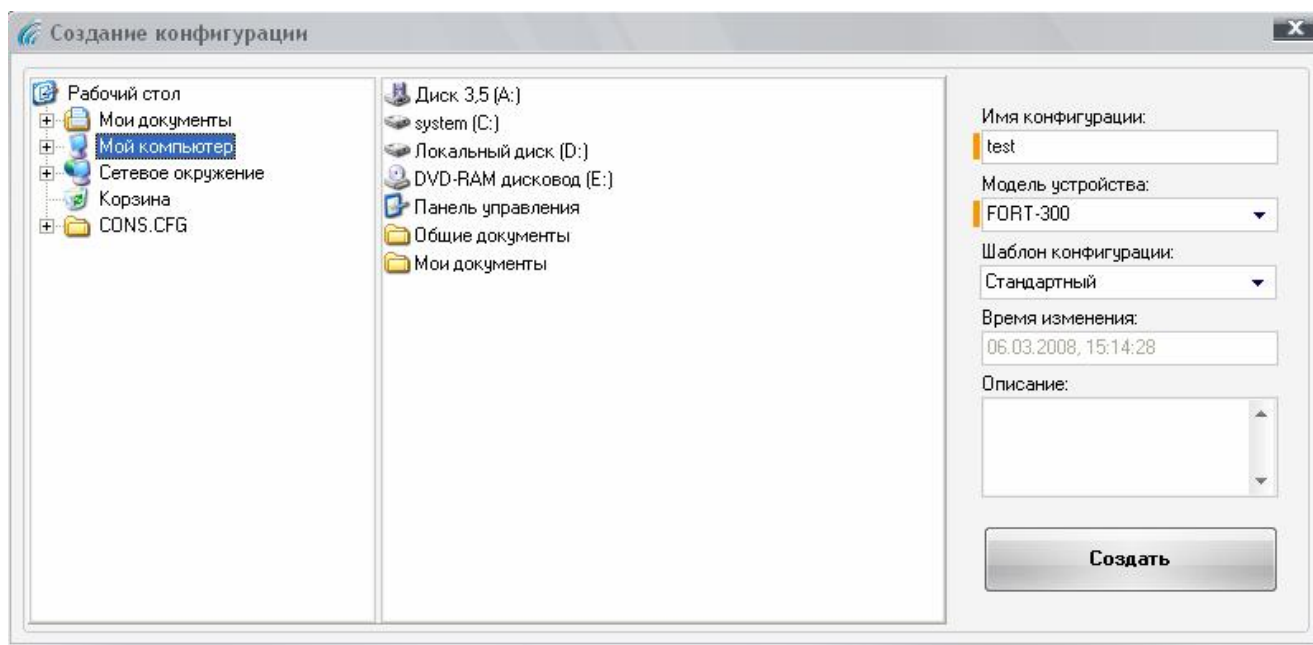 Создание конфигурации
Рабочий стол
Мои документы
Мой компьютер
Сетевое окружение
Корзина
CONS.CFG
Диск 3,5 (A:)
system (C:)
Локальный диск (D:)
DVD-RAM дисковод (E:)
Панель управления
Общие документы
Мои документы
Имя конфигурации:
test
Модель устройства:
FORT-300
Шаблон конфигурации:
Стандартный
Время изменения:
06.03.2008, 15:14:28
Описание:
Создать